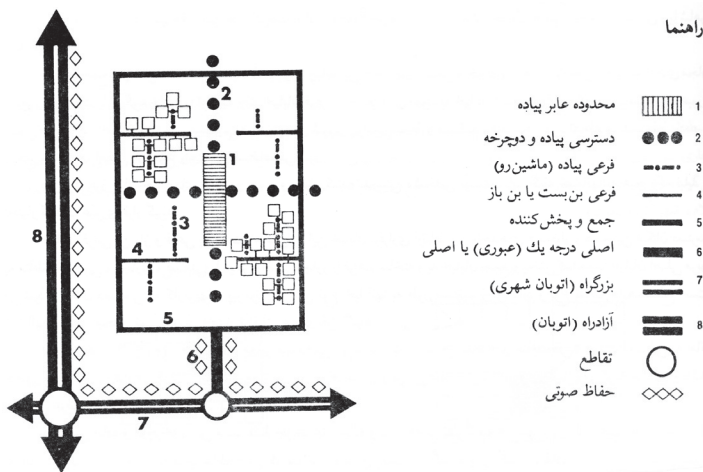 راهنما
1 محدوده عابر پیاده
2 دسترسی پیاده و دوچرخه
3 فرعی پیاده (ماشین‌رو)
4 فرعی بن‌بست یا بن باز
5 جمع و پخش‌کننده
6 اصلی درجه یك (عبوری) یا اصلی
7 بزرگراه (اتوبان شهری)
8 آزادراه (اتوبان)
تقاطع
حفاظ صوتی
2
1
3
8
4
5
6
7